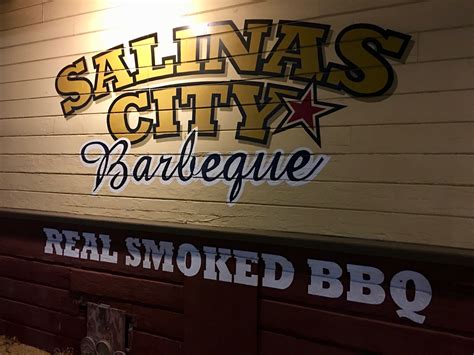 SALINAS
CITY
Barbeque
REAL SMOKED BBQ